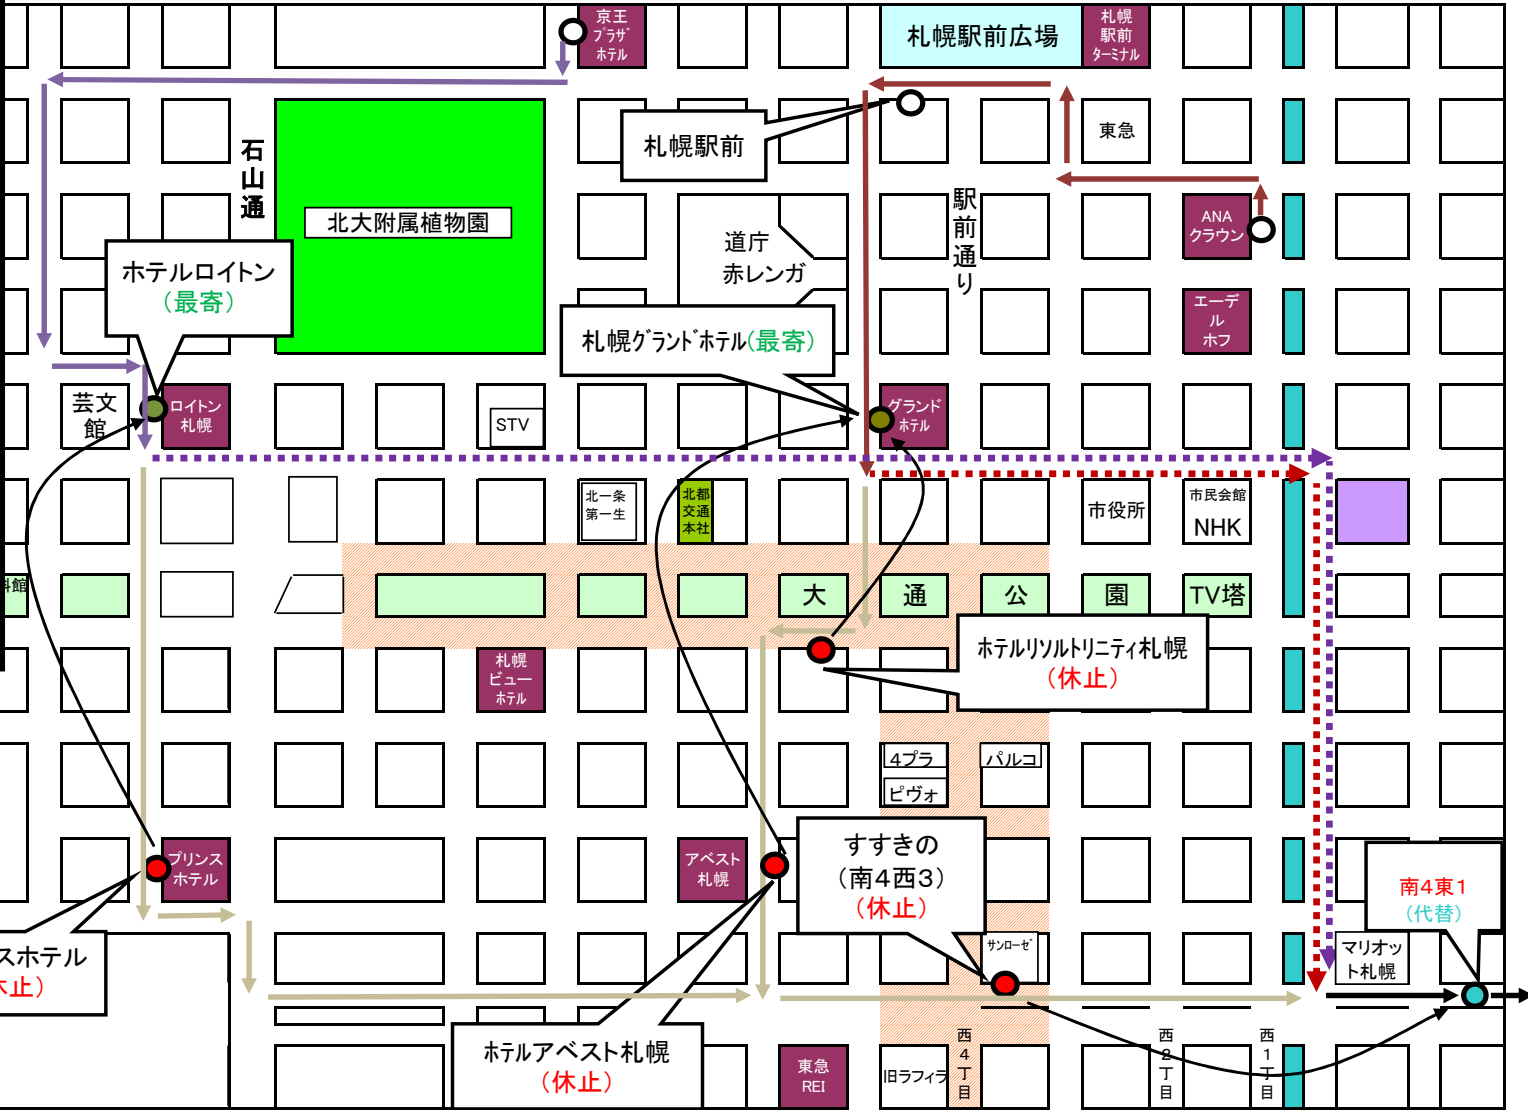 京王
プラザ
ホテル
札幌駅前広場
札幌
駅前
ターミナル
札幌駅前
東急
石山通
北大附属植物園
駅前通り
道庁
赤レンガ
ANA
クラウン
ホテルロイトン
（最寄）
札幌グランドホテル（最寄）
エーデ
ル
ホフ
芸文
館
ロイトン
札幌
STV
グランド
ホテル
北一条
第一生
北都
交通
本社
市役所
市民会館
NHK
料館
大
通
公
園
TV塔
ホテルリソルトリニティ札幌
（休止）
札幌
ビュー
ホテル
4プラ
ピヴォ
パルコ
プリンス
ホテル
アベスト
札幌
すすきの
（南4西3）
（休止）
南4東1
（代替）
スホテル
休止）
サンローゼ
マリオッ
ト札幌
ホテルアベスト札幌
（休止）
東急
REI
旧ラフィラ
西4丁目
西2丁目
西1丁目